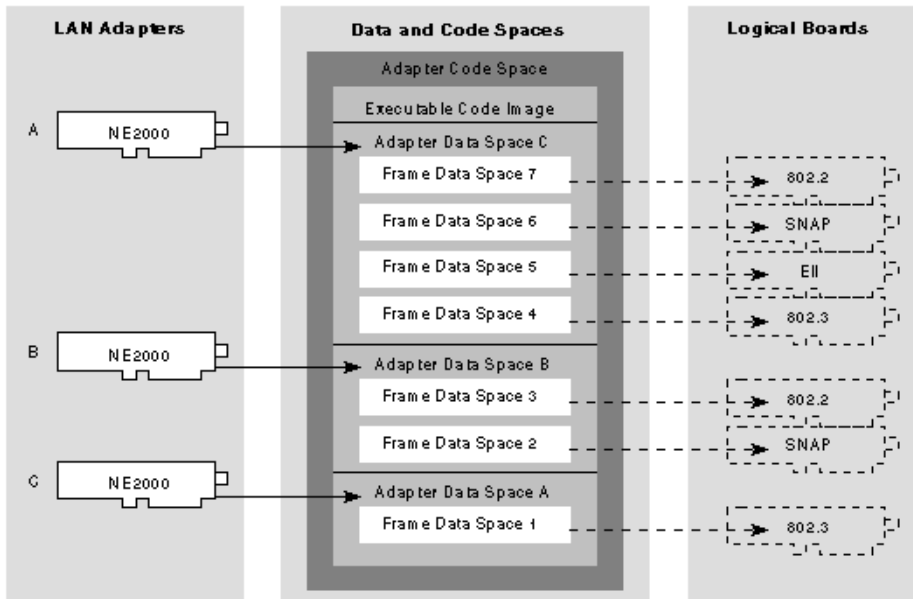 LAN Adapters
Data and Code Spaces
Logical Boards
Adapter Code Space
Executable Code Image
A
NE2000
Adapter Data Space C
Frame Data Space 7
802.2
Frame Data Space 6
SNAP
Frame Data Space 5
EII
Frame Data Space 4
802.3
B
NE2000
Adapter Data Space B
Frame Data Space 3
802.2
Frame Data Space 2
SNAP
C
NE2000
Adapter Data Space A
Frame Data Space 1
802.3